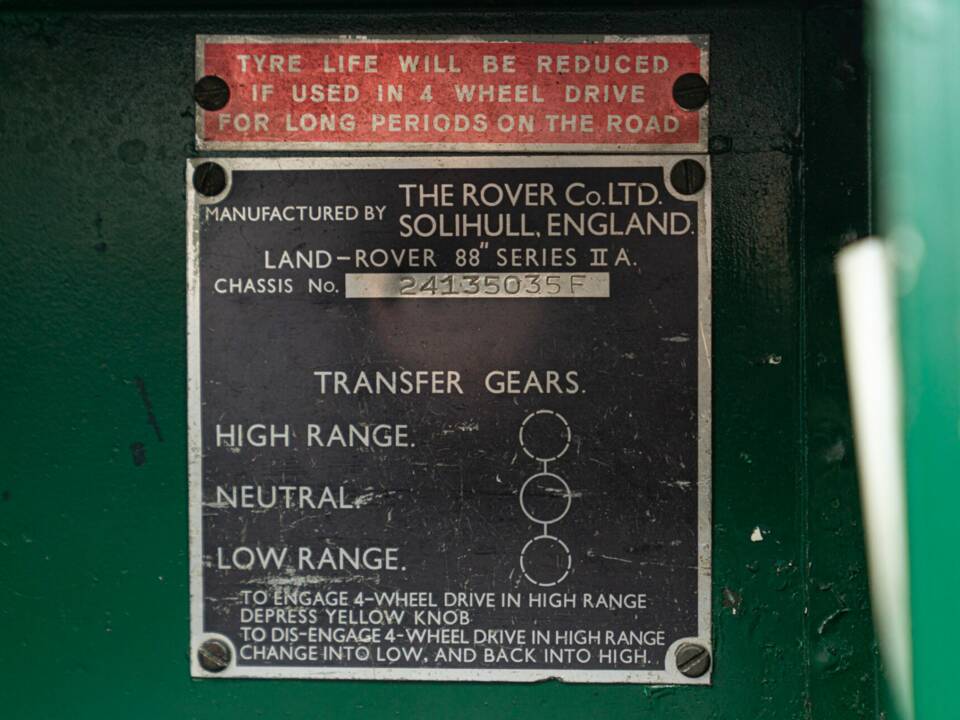 TYRE LIFE WILL BE REDUCED
IF USED IN 4 WHEEL DRIVE
FOR LONG PERIODS ON THE ROAD
MANUFACTURED BY THE ROVER Co. LTD.
SOLIHULL, ENGLAND.
LAND-ROVER 88" SERIES II A.
CHASSIS No. 24135035F
TRANSFER GEARS.
HIGH RANGE.
NEUTRAL.
LOW RANGE.
TO ENGAGE 4-WHEEL DRIVE IN HIGH RANGE
DEPRESS YELLOW KNOB
TO DIS-ENGAGE 4-WHEEL DRIVE IN HIGH RANGE
CHANGE INTO LOW, AND BACK INTO HIGH.